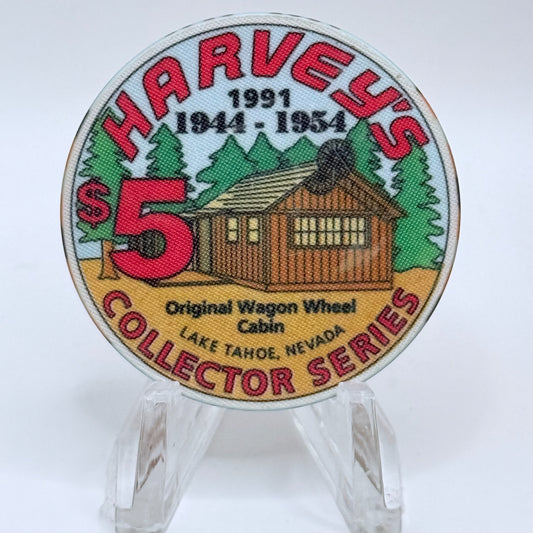 HARVEY'S
1991
1944 - 1954
$5
Original Wagon Wheel
Cabin
LAKE TAHOE, NEVADA
COLLECTOR SERIES